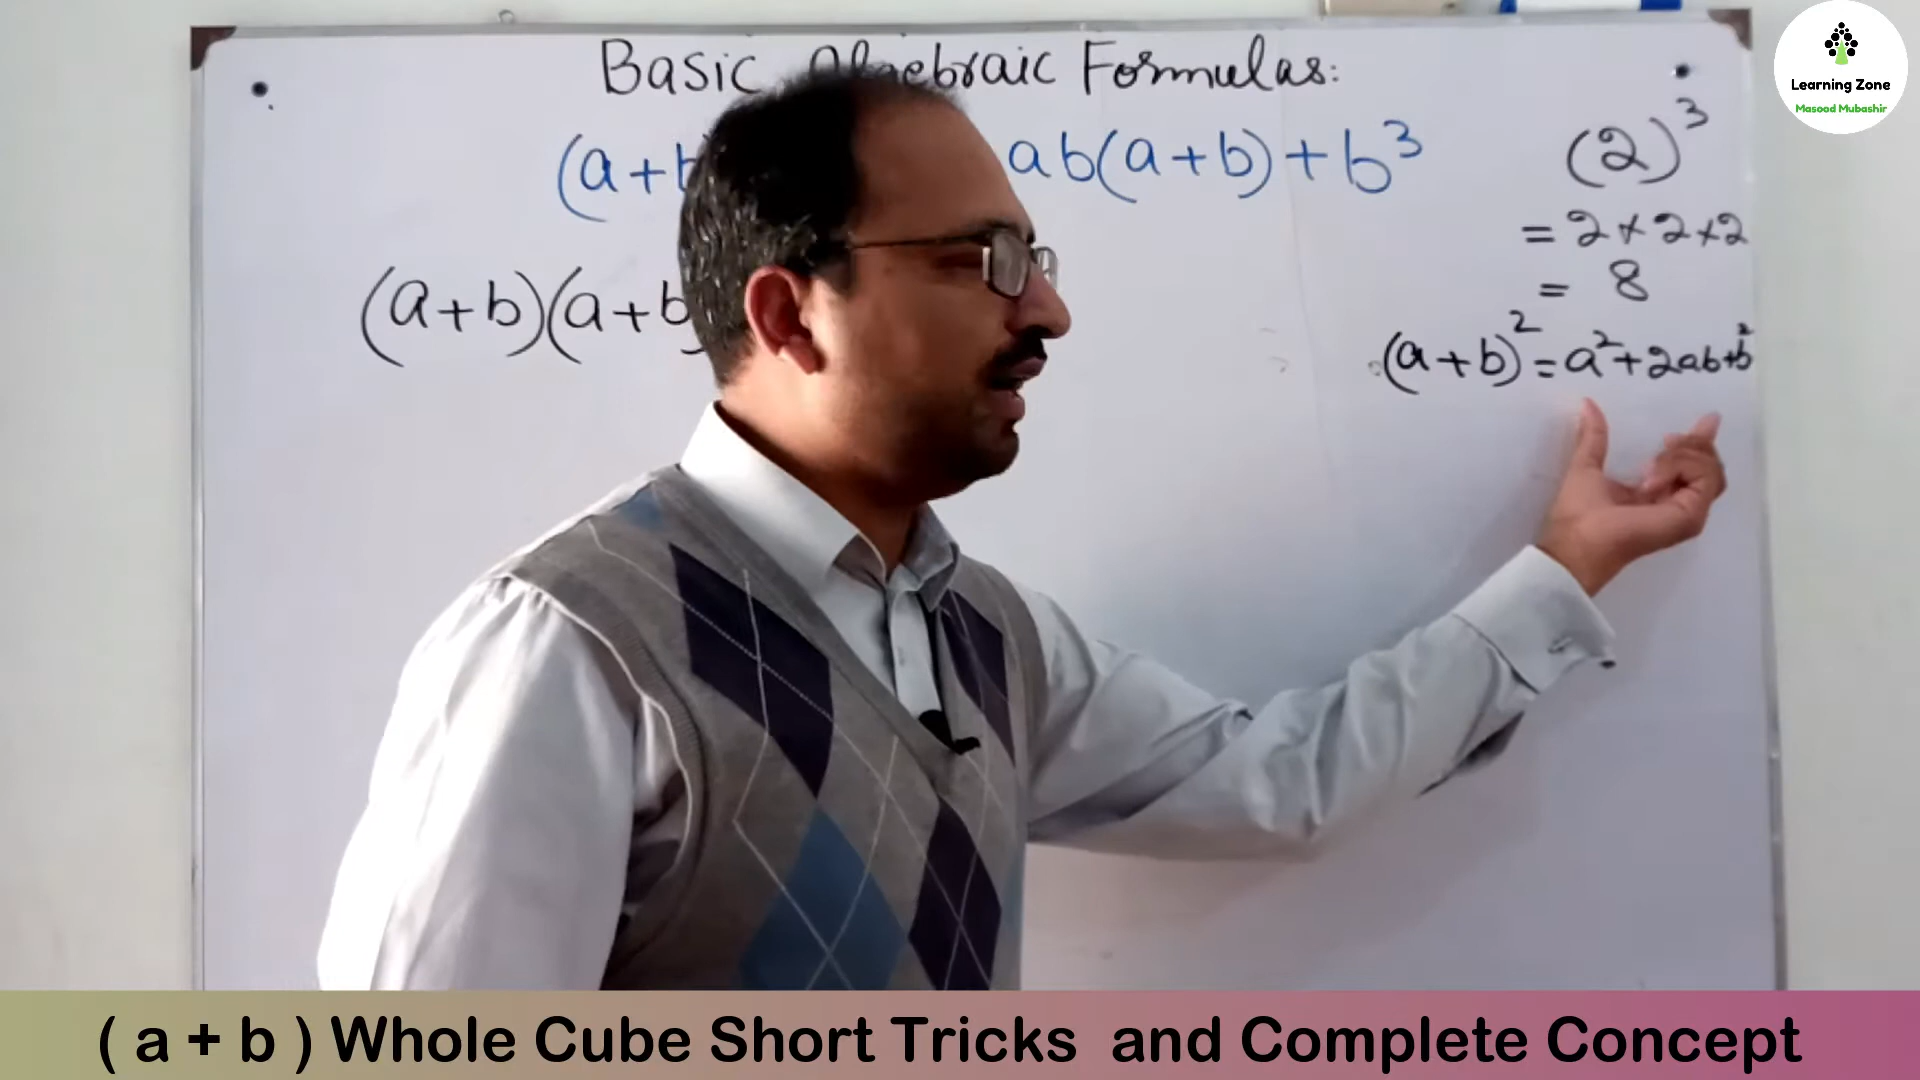 Basic Algebraic Formulas:
(a+b ab(a+b)+b³
(2)³
= 2×2×2
= 8
(a+b)(a+b
(a+b)²=a²+2ab+b²
Learning Zone
Masood Mubashir
( a + b ) Whole Cube Short Tricks and Complete Concept